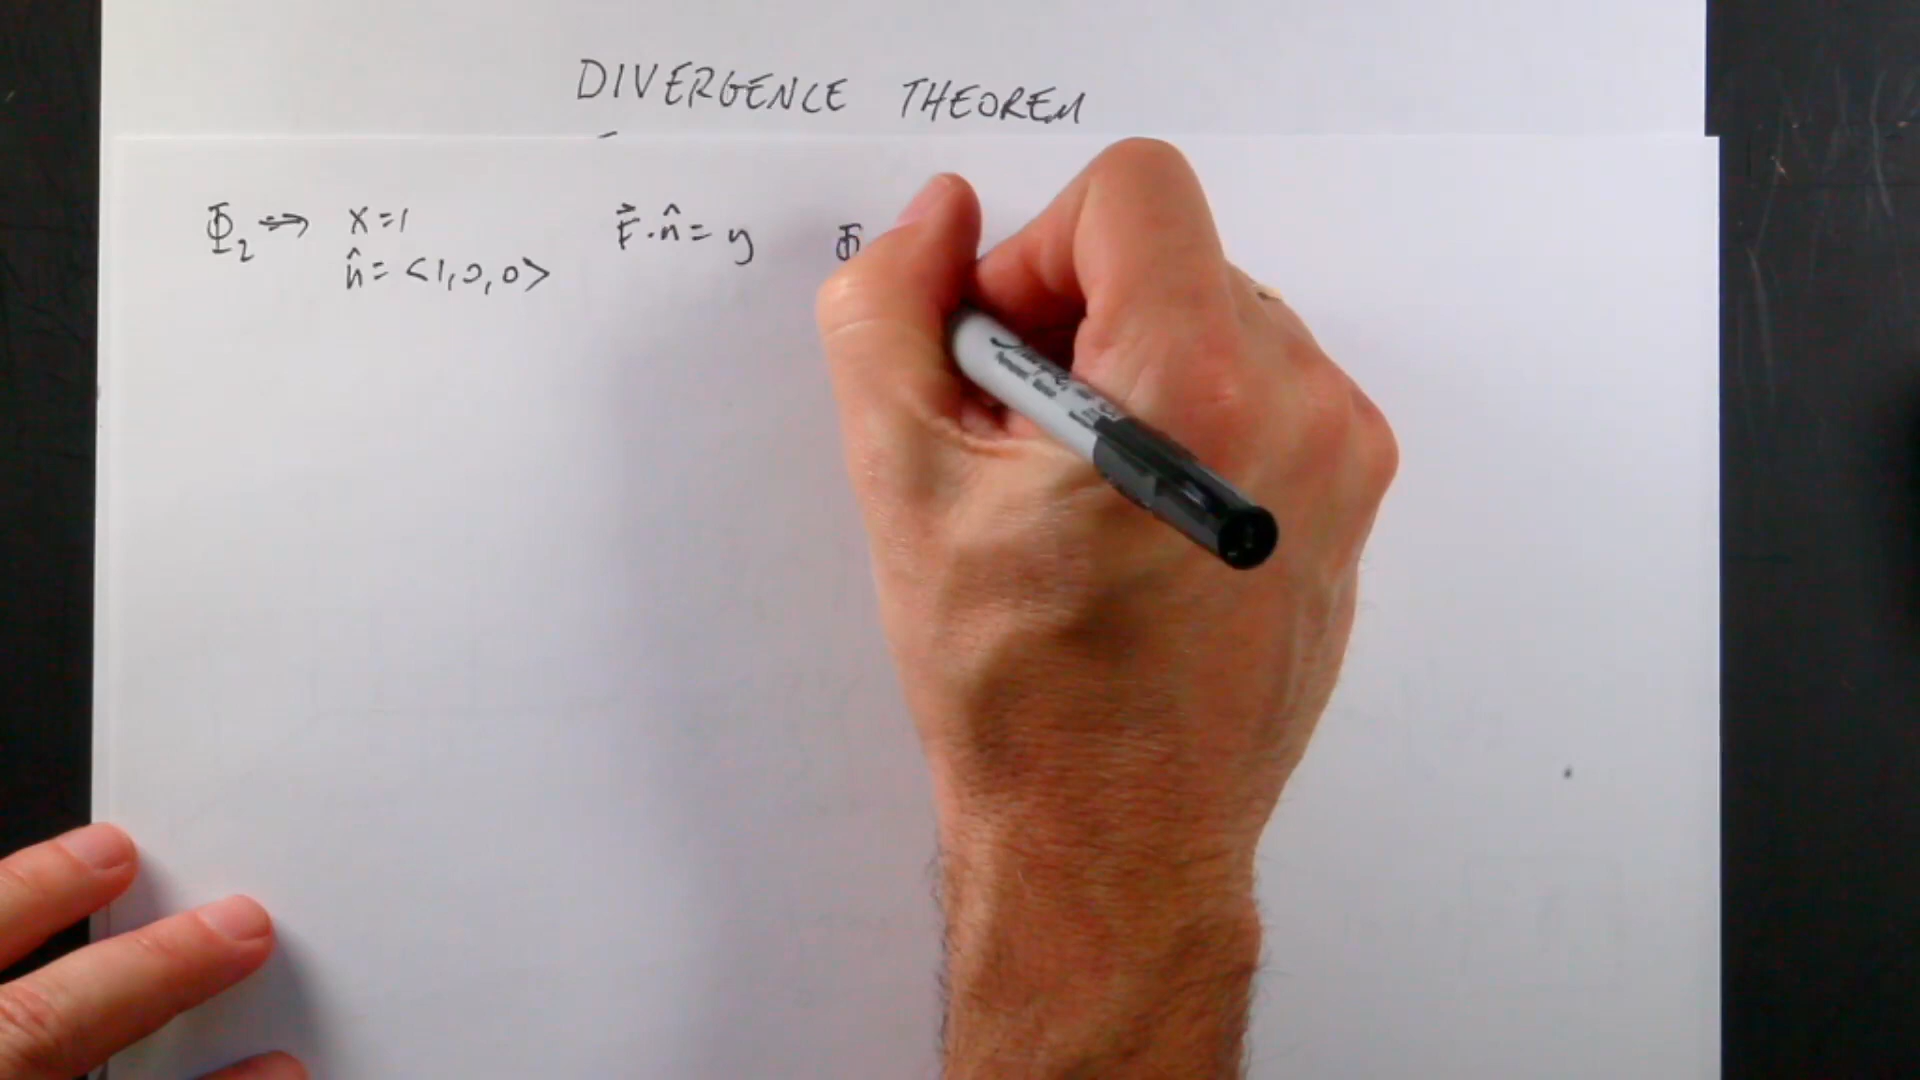 DIVERGENCE THEOREM
Φ₂ → x=1 F⃗·n̂= y Φ
n̂= <1,0,0>